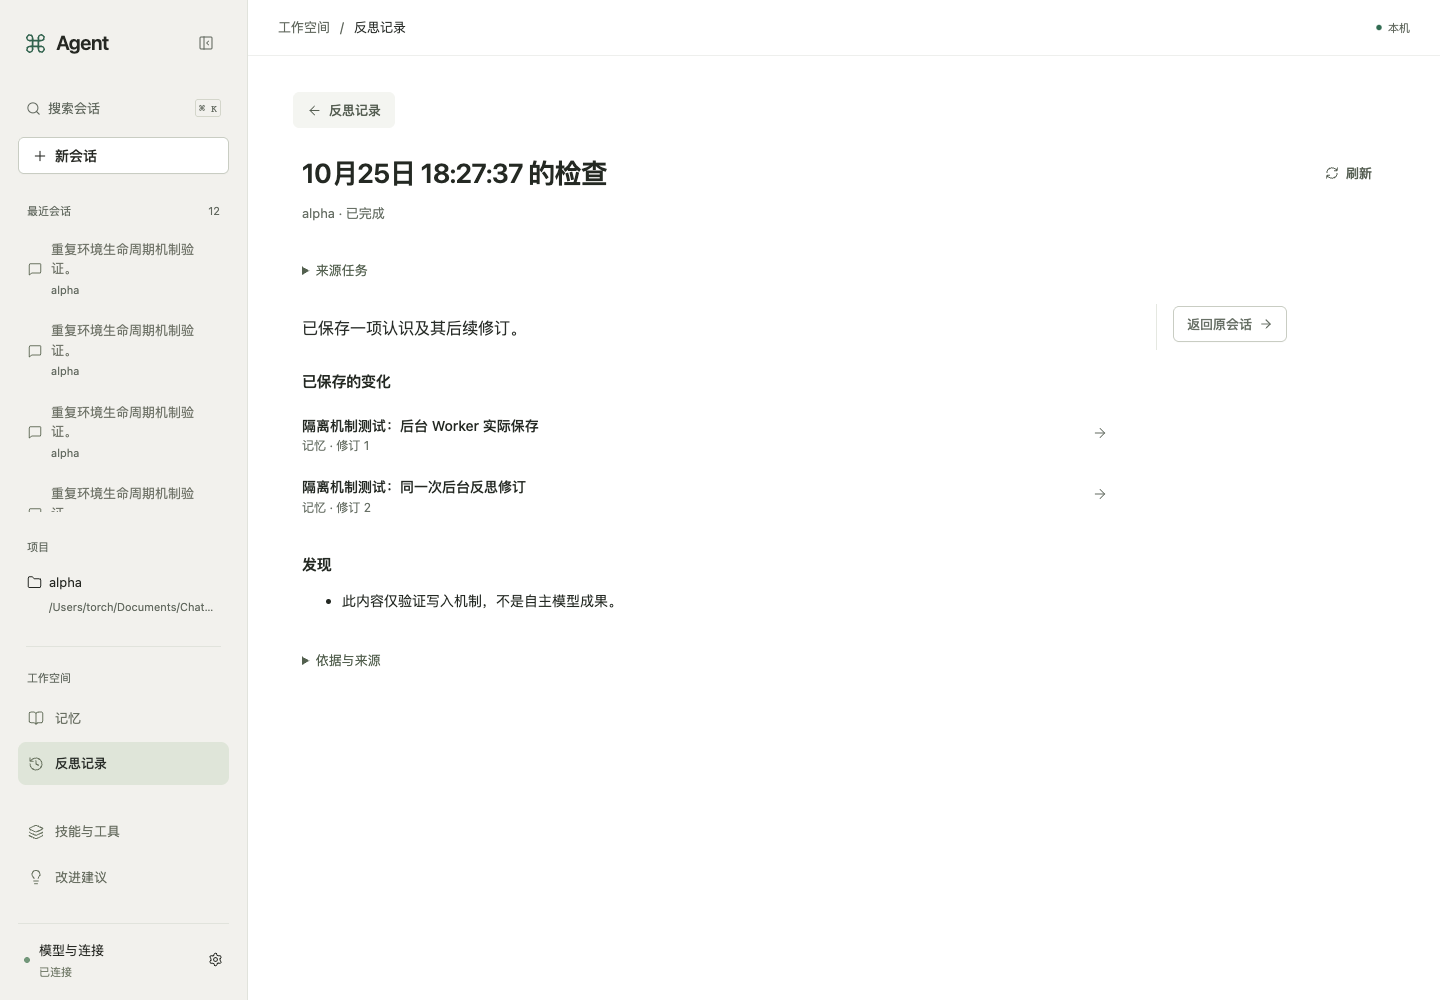 Agent
搜索会话
⌘ K
新会话
最近会话 12
重复环境生命周期机制验
证。
alpha
重复环境生命周期机制验
证。
alpha
重复环境生命周期机制验
证。
alpha
重复环境生命周期机制验
项目
alpha
/Users/torch/Documents/Chat...
工作空间
记忆
反思记录
技能与工具
改进建议
模型与连接
已连接
工作空间 / 反思记录
本机
← 反思记录
10月25日 18:27:37 的检查
刷新
alpha · 已完成
▶ 来源任务
已保存一项认识及其后续修订。
返回原会话 →
已保存的变化
隔离机制测试：后台 Worker 实际保存
记忆 · 修订 1
隔离机制测试：同一次后台反思修订
记忆 · 修订 2
发现
• 此内容仅验证写入机制，不是自主模型成果。
▶ 依据与来源